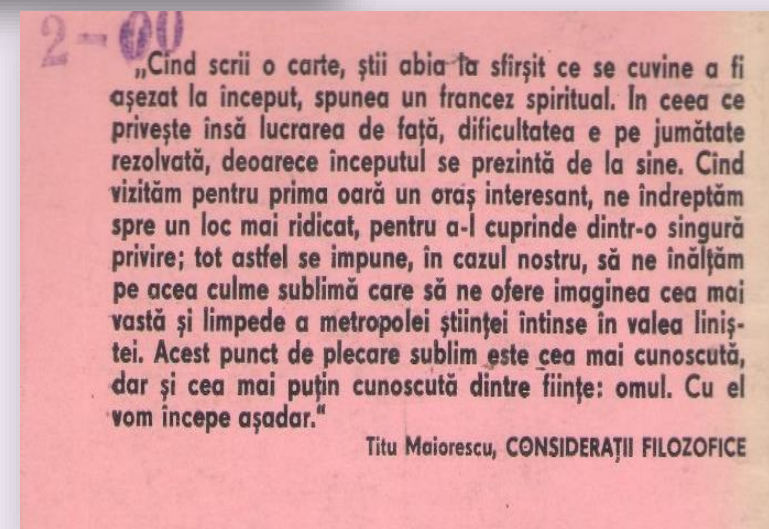 2-00
„Cind scrii o carte, știi abia la sfîrșit ce se cuvine a fi
așezat la început, spunea un francez spiritual. În ceea ce
privește însă lucrarea de față, dificultatea e pe jumătate
rezolvată, deoarece începutul se prezintă de la sine. Cînd
vizităm pentru prima oară un oraș interesant, ne îndreptăm
spre un loc mai ridicat, pentru a-l cuprinde dintr-o singură
privire; tot astfel se impune, în cazul nostru, să ne înălțăm
pe acea culme sublimă care să ne ofere imaginea cea mai
vastă și limpede a metropolei științei întinse în valea liniș-
tei. Acest punct de plecare sublim este cea mai cunoscută,
dar și cea mai puțin cunoscută dintre ființe: omul. Cu el
vom începe așadar."
Titu Maiorescu, CONSIDERAȚII FILOZOFICE